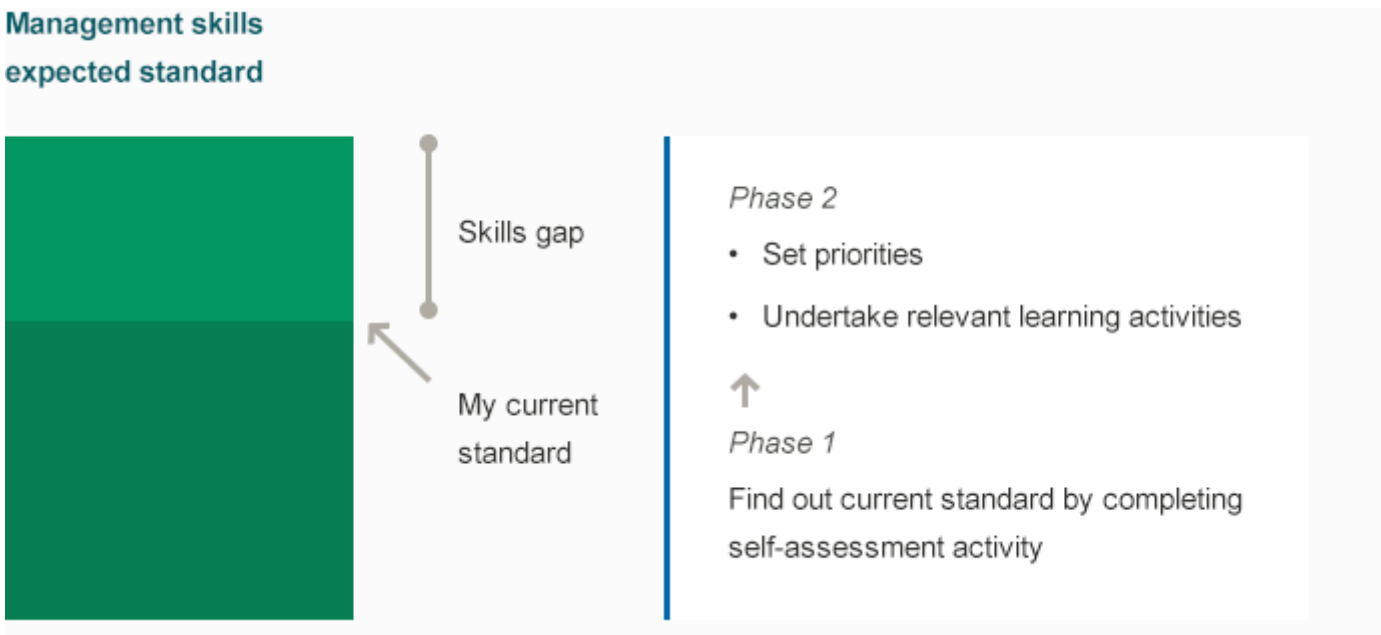 Management skills
expected standard
Skills gap
My current
standard
Phase 2
• Set priorities
• Undertake relevant learning activities
Phase 1
Find out current standard by completing
self-assessment activity